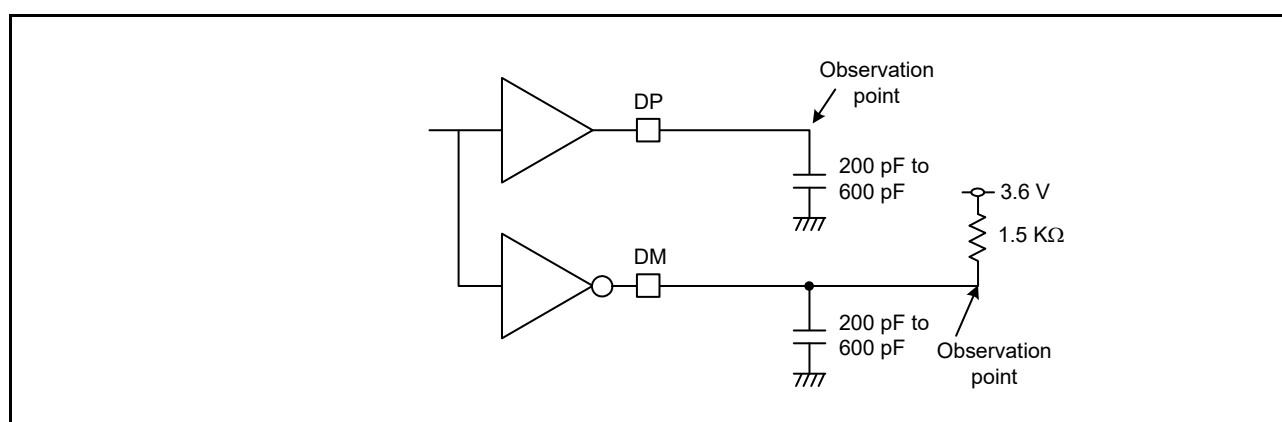 Observation
point
DP
200 pF to
600 pF
3.6 V
1.5 KΩ
DM
200 pF to
600 pF
Observation
point